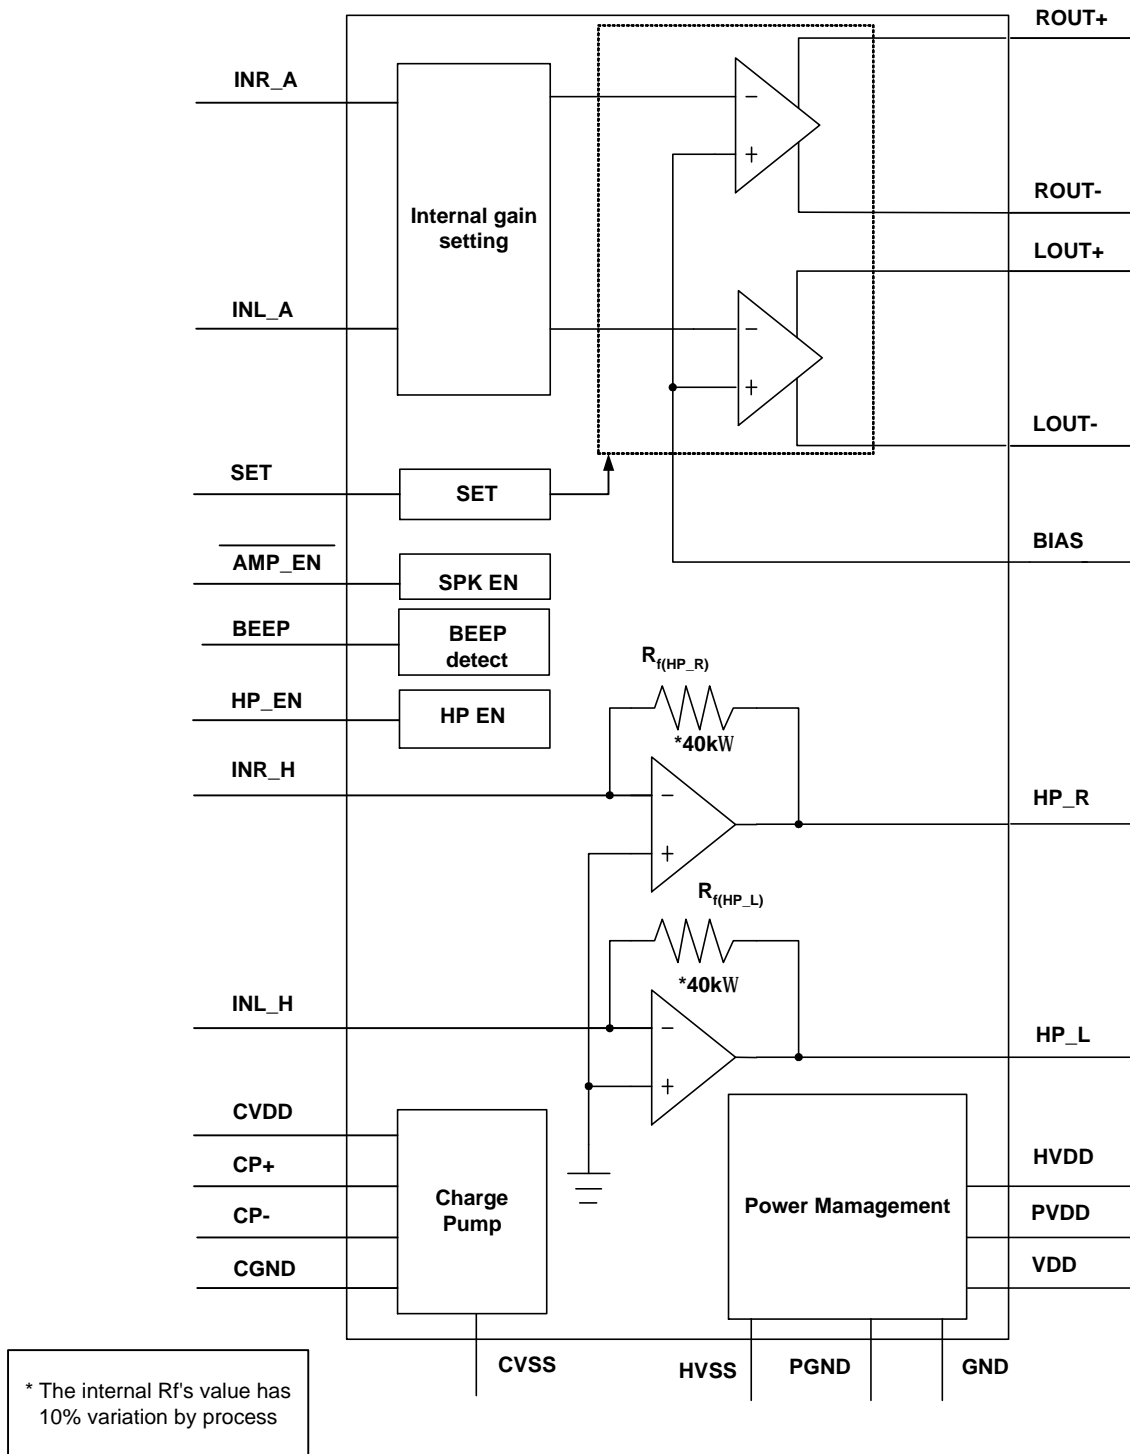 ROUT+
INR_A
−
+
ROUT-
Internal gain
setting
LOUT+
INL_A
−
+
LOUT-
SET
SET
BIAS
AMP_EN
SPK EN
BEEP
BEEP
detect
HP_EN
HP EN
Rf(HP_R)
*40kW
INR_H
−
+
HP_R
Rf(HP_L)
*40kW
INL_H
−
+
HP_L
CVDD
CP+
CP-
CGND
Charge
Pump
Power Mamagement
HVDD
PVDD
VDD
CVSS
HVSS
PGND
GND
* The internal Rf's value has
10% variation by process